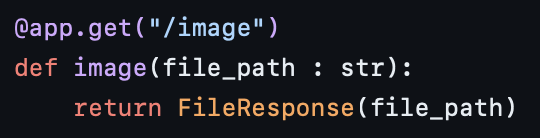 @app.get("/image")
def image(file_path : str):
    return FileResponse(file_path)